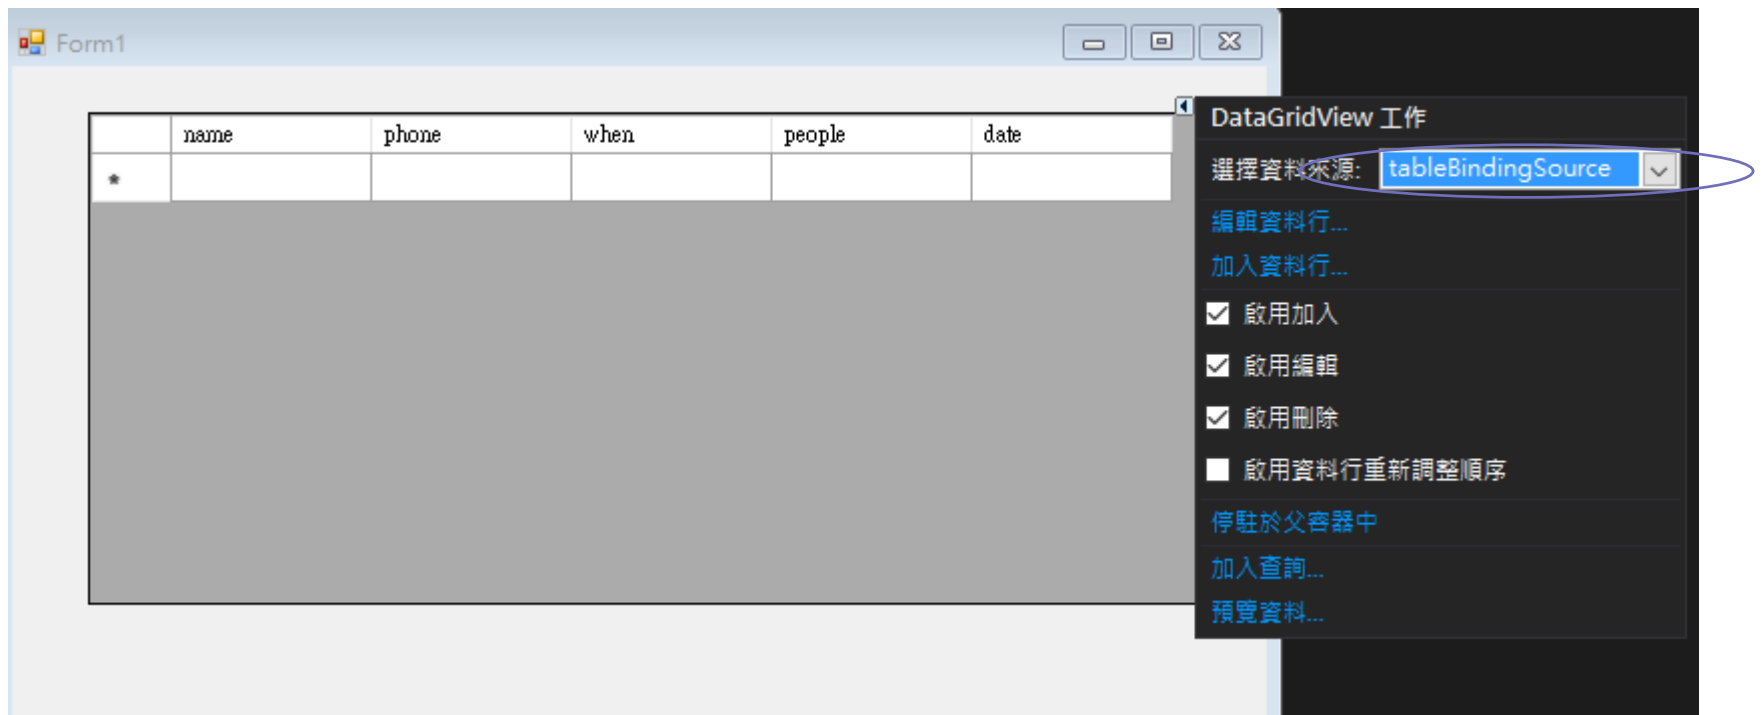 Form1
name phone when people date
DataGridView 工作
選擇資料來源: tableBindingSource
編輯資料行...
加入資料行...
啟用加入
啟用編輯
啟用刪除
啟用資料行重新調整順序
停駐於父容器中
加入查詢...
預覽資料...